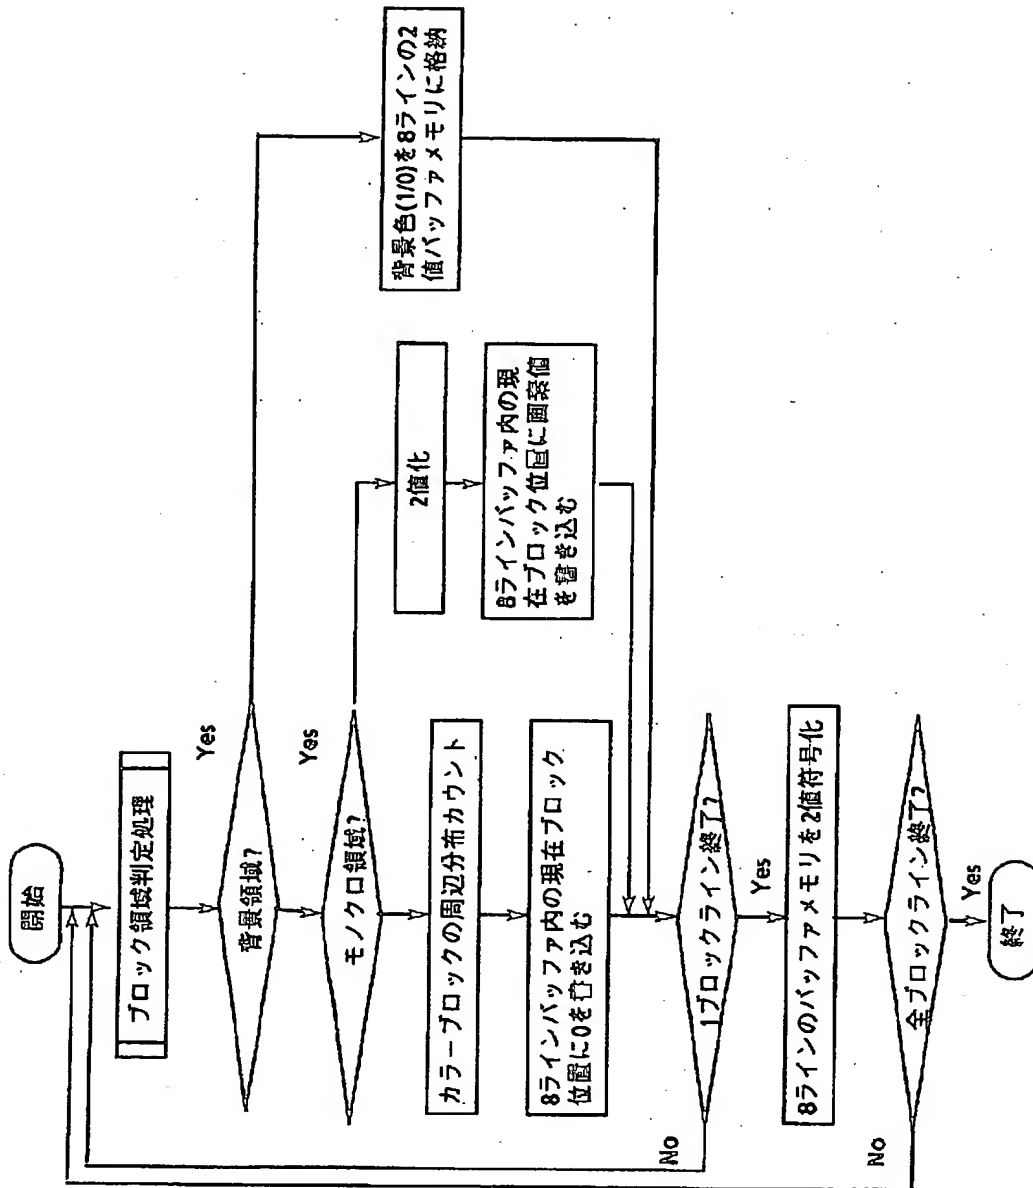 開始
ブロック領域判定処理
背景領域?
Yes
背景色(1/0)を8ラインの2
値バッファメモリに格納
モノクロ領域?
Yes
2値化
8ラインバッファ内の現
在ブロック位置に画素値
を書き込む
カラーブロックの周辺分布カウント
8ラインバッファ内の現在ブロック
位置に0を書き込む
1ブロックライン終了?
No
Yes
8ラインのバッファメモリを2値符号化
全ブロックライン終了?
No
Yes
終了